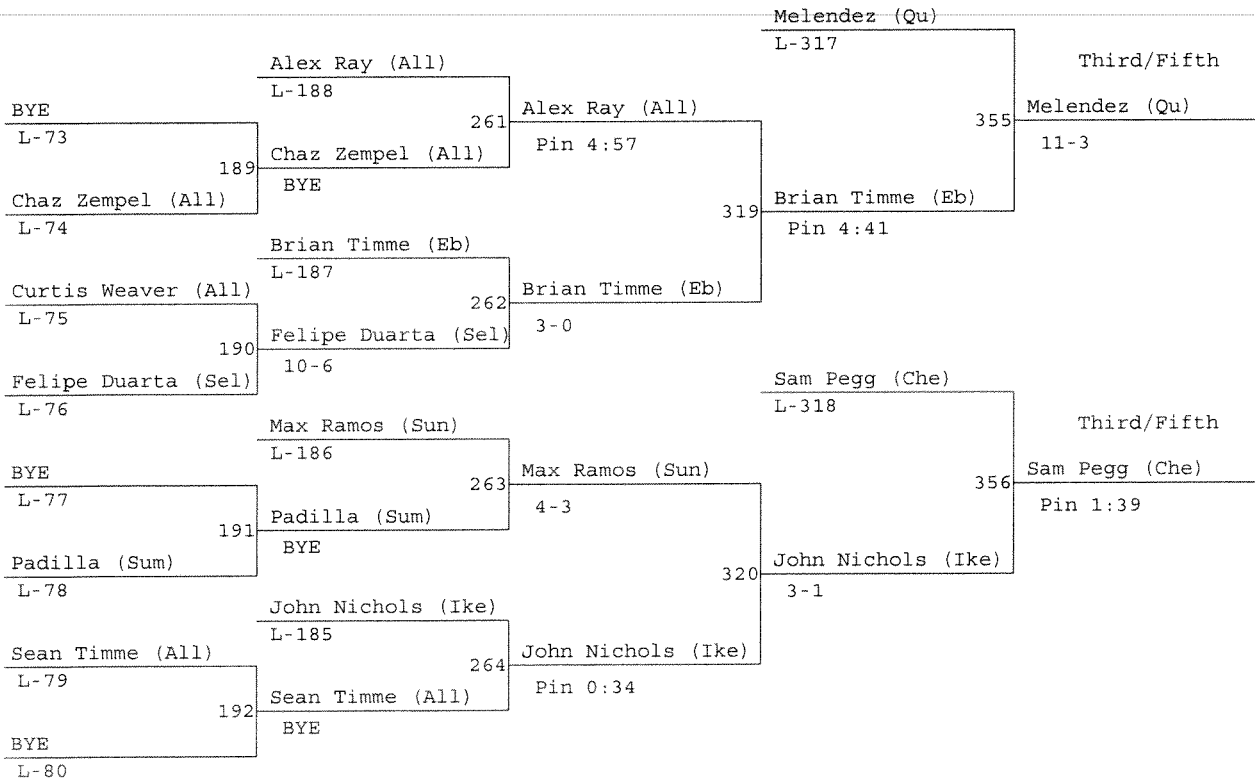 Melendez (Qu)
L-317
Alex Ray (All)
L-188
Third/Fifth
BYE
L-73
261
Alex Ray (All)
Pin 4:57
355
Melendez (Qu)
11-3
189
Chaz Zempel (All)
BYE
Chaz Zempel (All)
L-74
319
Brian Timme (Eb)
Pin 4:41
Brian Timme (Eb)
L-187
Curtis Weaver (All)
L-75
262
Brian Timme (Eb)
3-0
190
Felipe Duarta (Sel)
10-6
Felipe Duarta (Sel)
L-76
Sam Pegg (Che)
L-318
Max Ramos (Sun)
L-186
Third/Fifth
BYE
L-77
263
Max Ramos (Sun)
4-3
356
Sam Pegg (Che)
Pin 1:39
191
Padilla (Sum)
BYE
Padilla (Sum)
L-78
320
John Nichols (Ike)
3-1
John Nichols (Ike)
L-185
Sean Timme (All)
L-79
264
John Nichols (Ike)
Pin 0:34
192
Sean Timme (All)
BYE
BYE
L-80